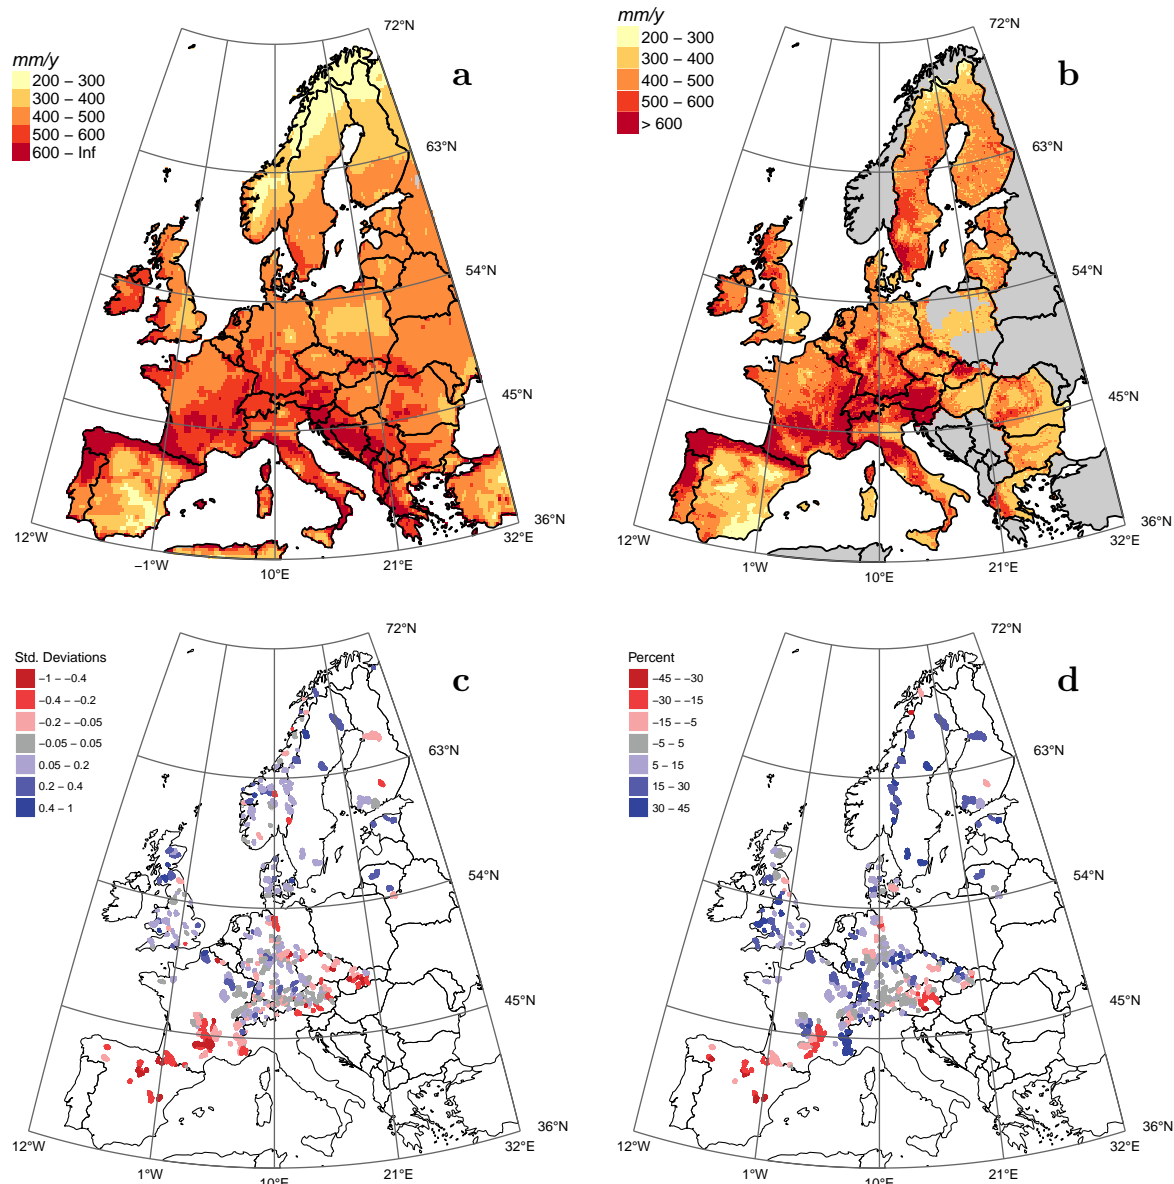 mm/y
200 – 300
300 – 400
400 – 500
500 – 600
600 – Inf
a
72°N
63°N
54°N
45°N
36°N
12°W
−1°W
10°E
21°E
32°E
mm/y
200 – 300
300 – 400
400 – 500
500 – 600
> 600
b
72°N
63°N
54°N
45°N
36°N
12°W
1°W
10°E
21°E
32°E
Std. Deviations
−1 – −0.4
−0.4 – −0.2
−0.2 – −0.05
−0.05 – 0.05
0.05 – 0.2
0.2 – 0.4
0.4 – 1
c
72°N
63°N
54°N
45°N
36°N
12°W
1°W
10°E
21°E
32°E
Percent
−45 – −30
−30 – −15
−15 – −5
−5 – 5
5 – 15
15 – 30
30 – 45
d
72°N
63°N
54°N
45°N
36°N
12°W
1°W
10°E
21°E
32°E